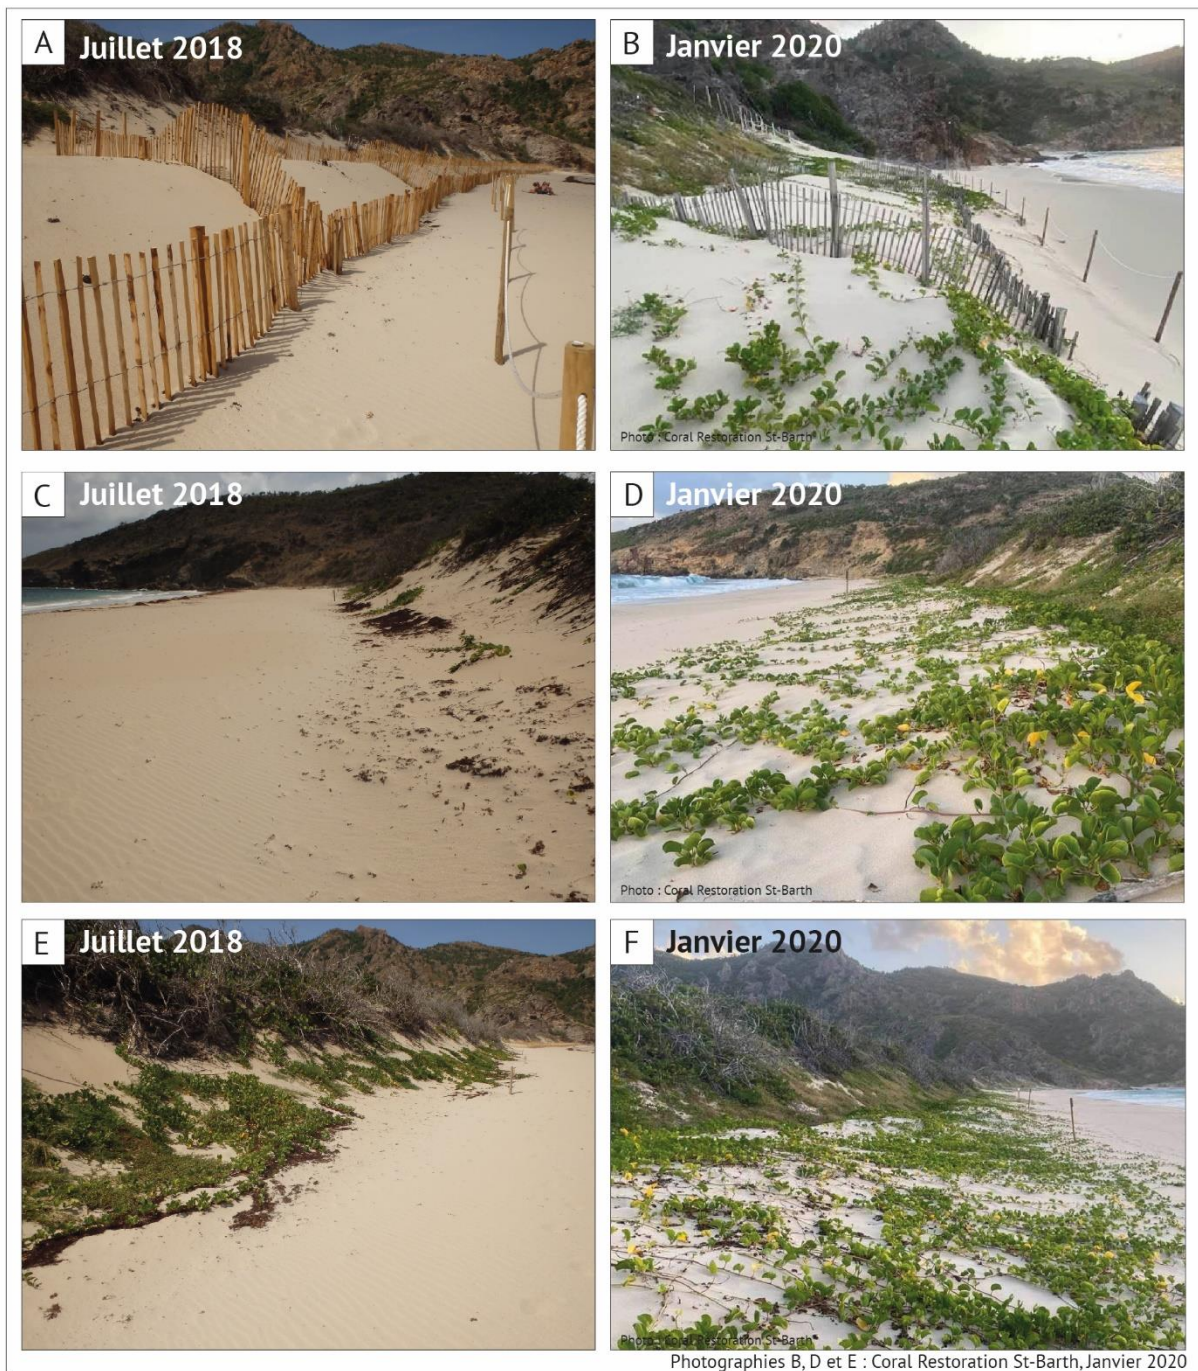 A
Juillet 2018
B
Janvier 2020
Photo : Coral Restoration St-Barth
C
Juillet 2018
D
Janvier 2020
Photo : Coral Restoration St-Barth
E
Juillet 2018
F
Janvier 2020
Photo : Coral Restoration St-Barth
Photographies B, D et E : Coral Restoration St-Barth, Janvier 2020